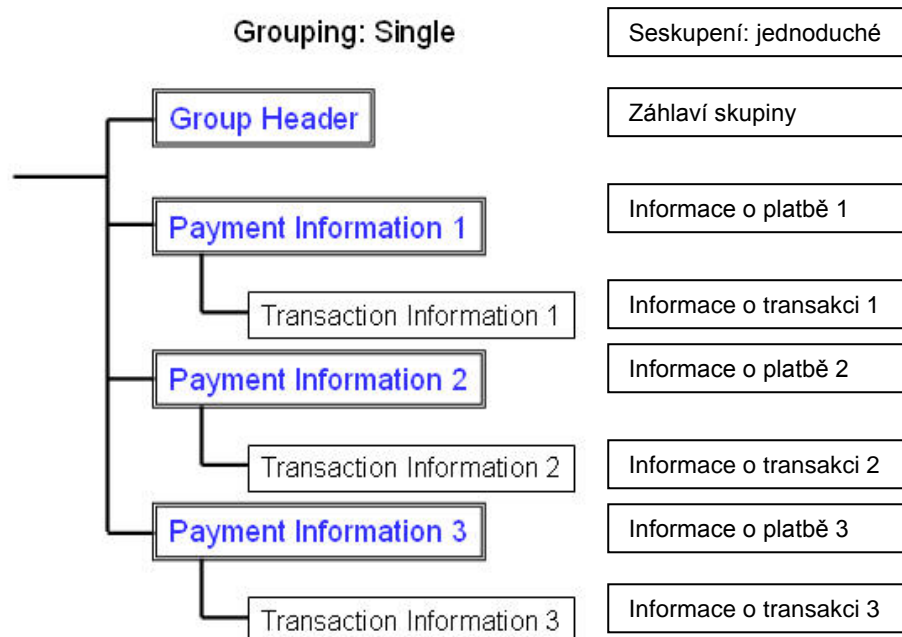 Grouping: Single
Seskupení: jednoduché
Group Header
Záhlaví skupiny
Payment Information 1
Informace o platbě 1
Transaction Information 1
Informace o transakci 1
Payment Information 2
Informace o platbě 2
Transaction Information 2
Informace o transakci 2
Payment Information 3
Informace o platbě 3
Transaction Information 3
Informace o transakci 3